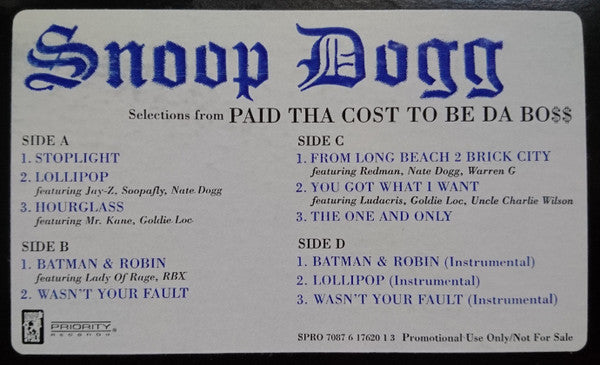 Snoop Dogg
Selections from PAID THA COST TO BE DA BO$$
SIDE A
1. STOPLIGHT
2. LOLLIPOP
featuring Jay-Z, Soopafly, Nate Dogg
3. HOURGLASS
featuring Mr. Kane, Goldie Loc
SIDE B
1. BATMAN & ROBIN
featuring Lady Of Rage, RBX
2. WASN'T YOUR FAULT
SIDE C
1. FROM LONG BEACH 2 BRICK CITY
featuring Redman, Nate Dogg, Warren G
2. YOU GOT WHAT I WANT
featuring Ludacris, Goldie Loc, Uncle Charlie Wilson
3. THE ONE AND ONLY
SIDE D
1. BATMAN & ROBIN (Instrumental)
2. LOLLIPOP (Instrumental)
3. WASN'T YOUR FAULT (Instrumental)
PRIORITY®
RECORDS
SPRO 7087 6 17620 1 3 Promotional Use Only/Not For Sale